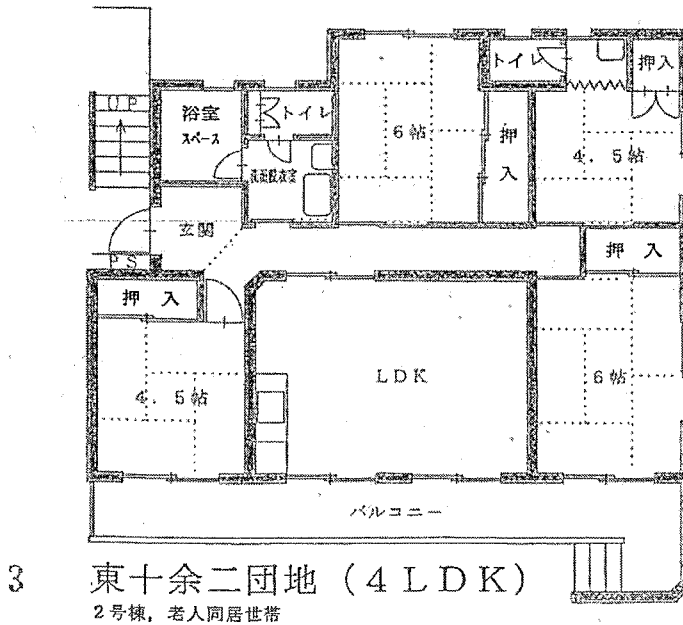 トイレ
押入
UP
浴室
スペース
トイレ
6帖
押
入
4.5帖
洗面脱衣室
玄関
押 入
PS
押 入
LDK
6帖
4.5帖
バルコニー
3 東十余二団地(4LDK)
2号棟,老人同居世帯